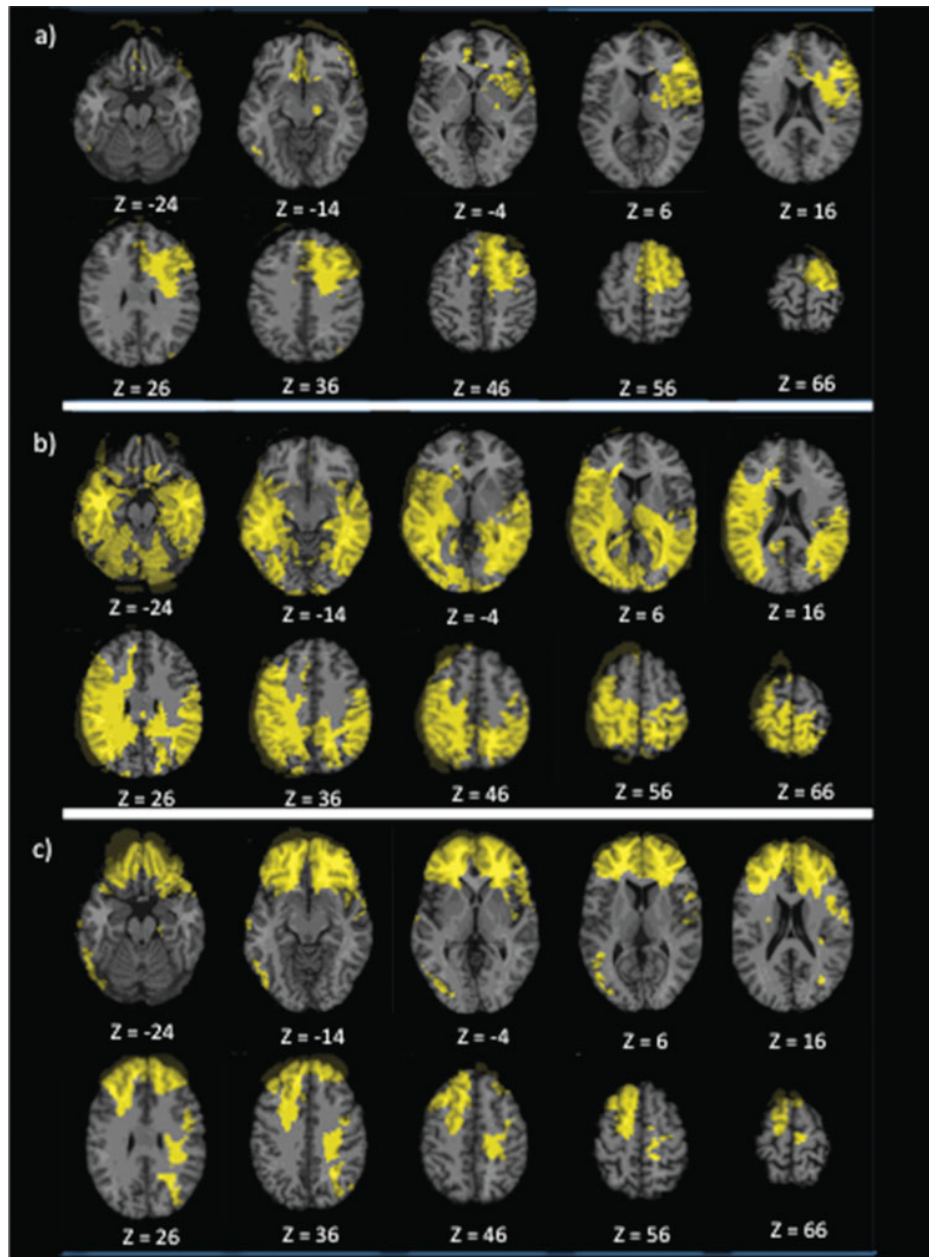 a)
Z = -24 Z = -14 Z = -4 Z = 6 Z = 16
Z = 26 Z = 36 Z = 46 Z = 56 Z = 66
b)
Z = -24 Z = -14 Z = -4 Z = 6 Z = 16
Z = 26 Z = 36 Z = 46 Z = 56 Z = 66
c)
Z = -24 Z = -14 Z = -4 Z = 6 Z = 16
Z = 26 Z = 36 Z = 46 Z = 56 Z = 66